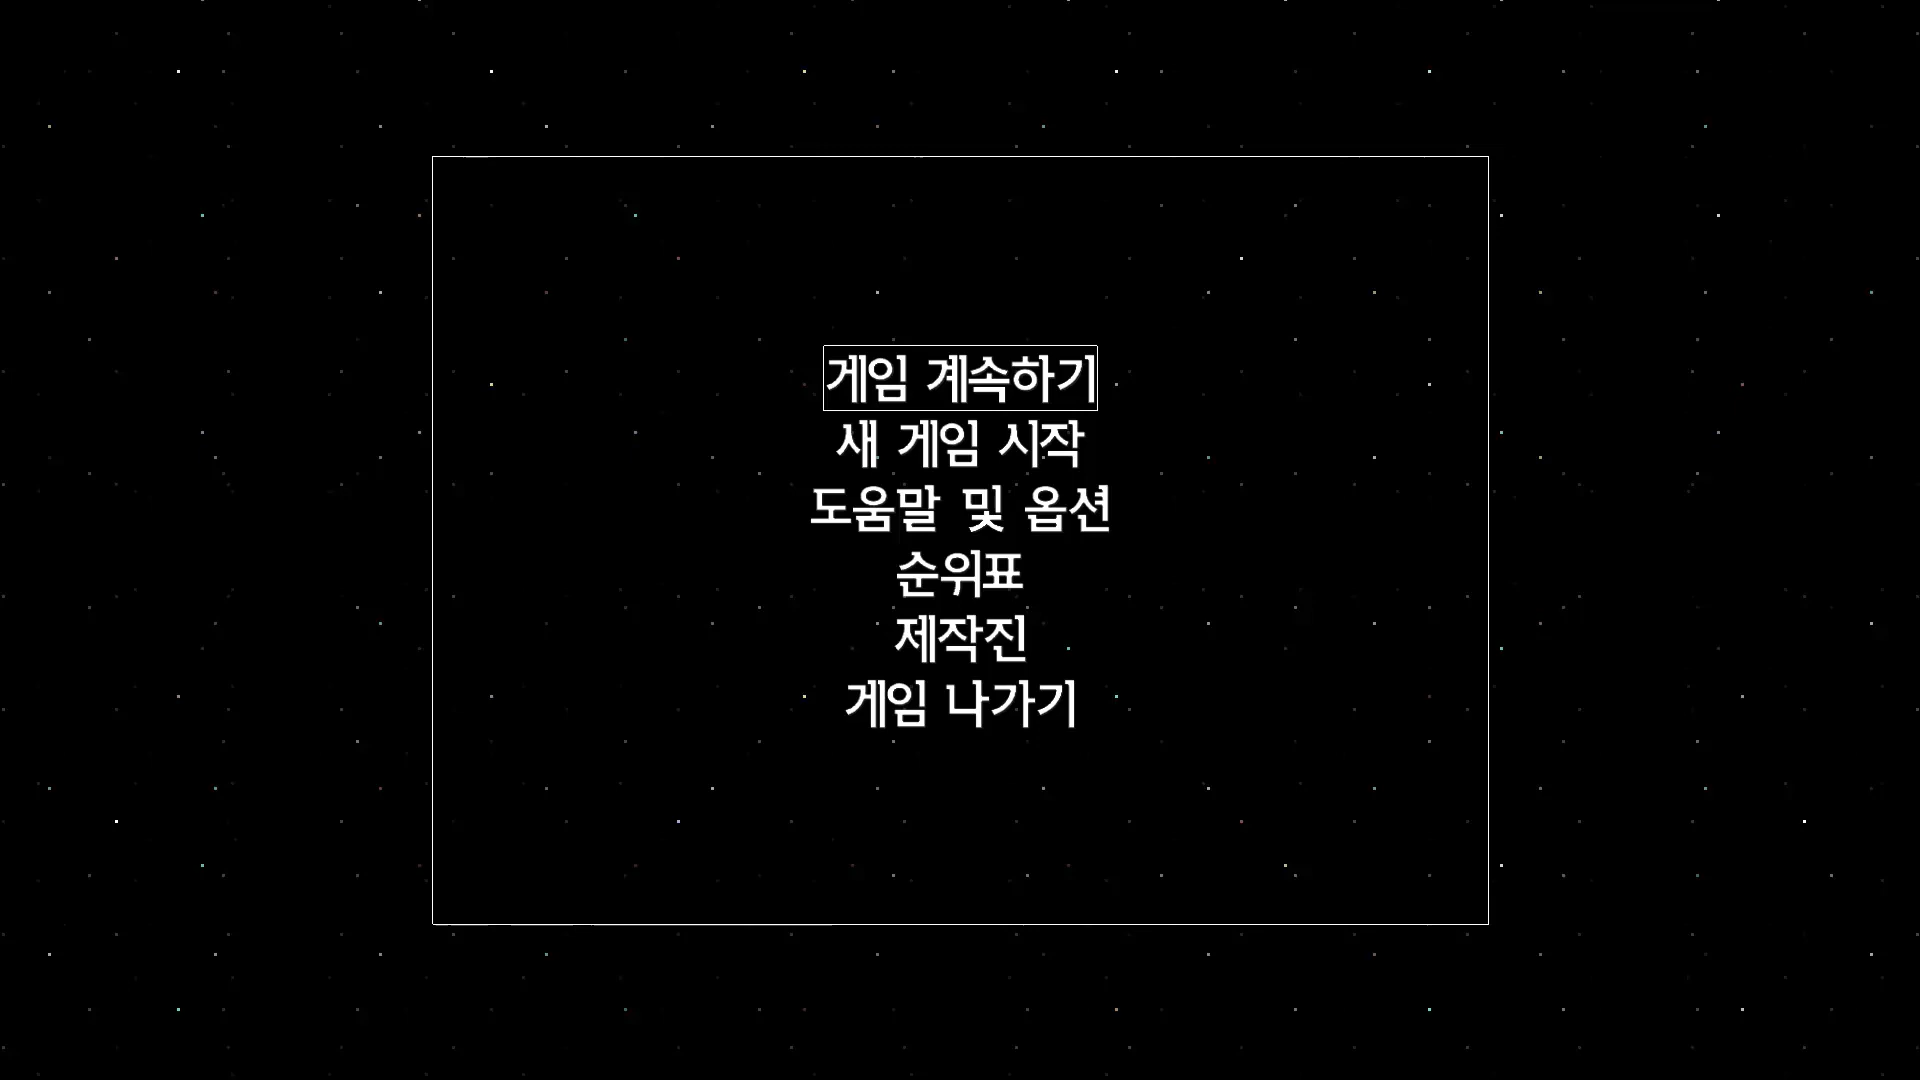 게임 계속하기
새 게임 시작
도움말 및 옵션
순위표
제작진
게임 나가기